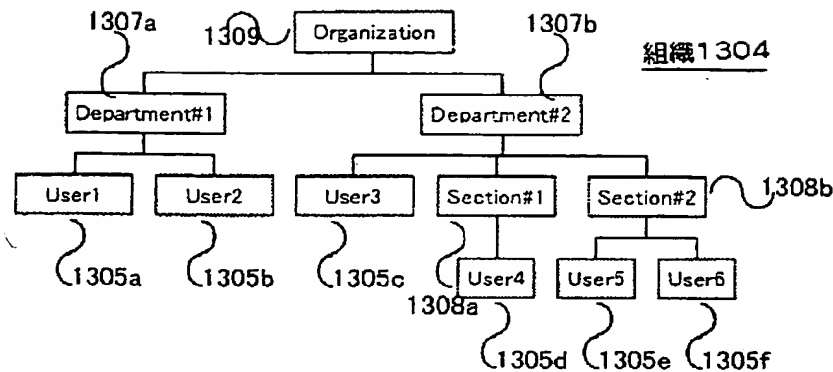 1307a
1309
Organization
1307b
組織1304
Department#1
Department#2
User1
User2
User3
Section#1
Section#2
1308b
1305a
1305b
1305c
1308a
User4
User5
User6
1305d
1305e
1305f